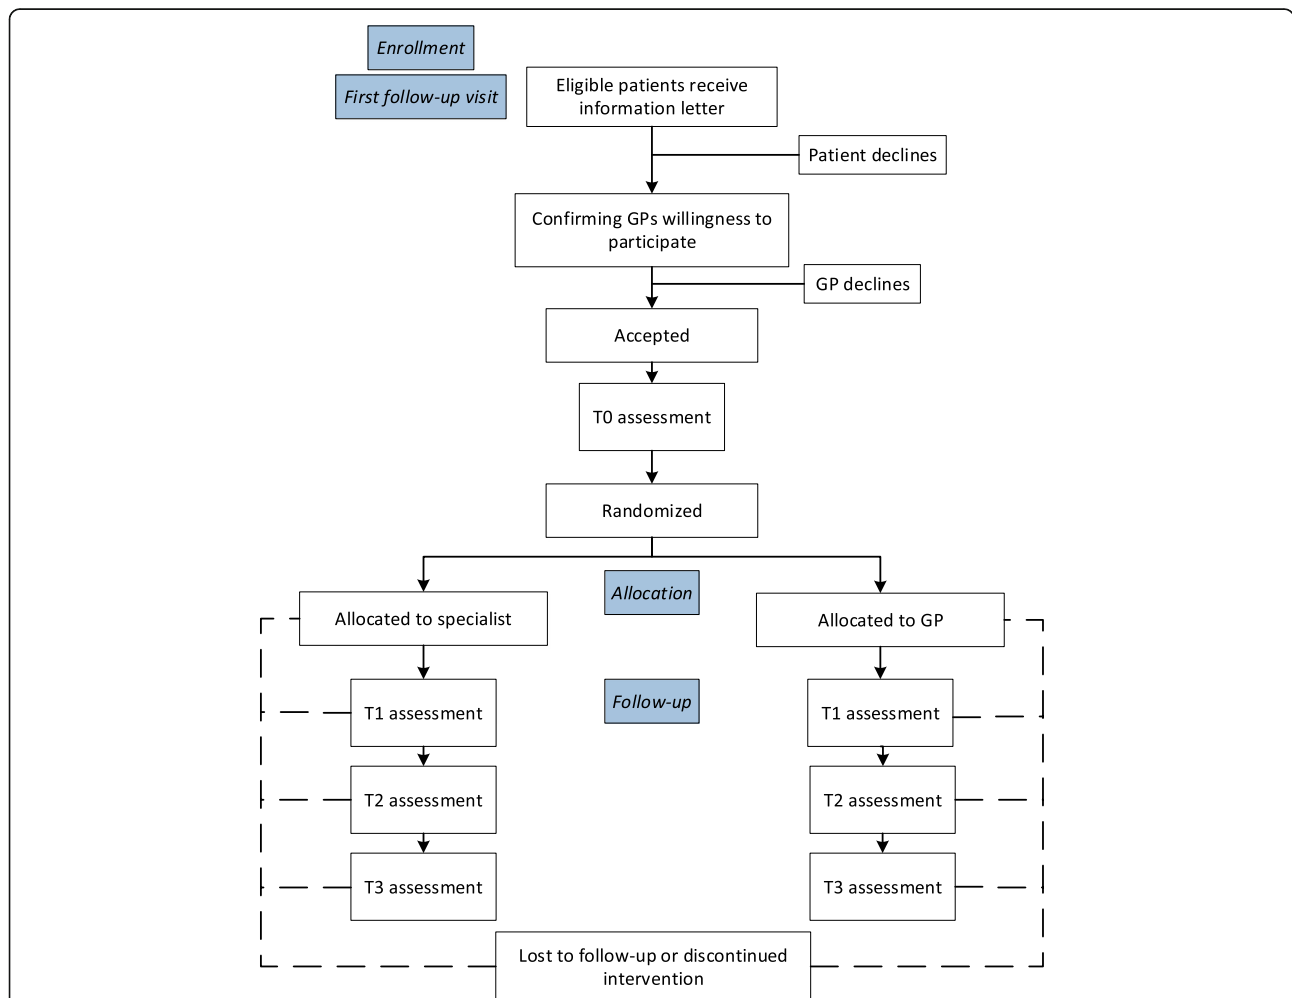 Enrollment
First follow-up visit
Eligible patients receive
information letter
Patient declines
Confirming GPs willingness to
participate
GP declines
Accepted
T0 assessment
Randomized
Allocation
Allocated to specialist
Allocated to GP
Follow-up
T1 assessment
T1 assessment
T2 assessment
T2 assessment
T3 assessment
T3 assessment
Lost to follow-up or discontinued
intervention